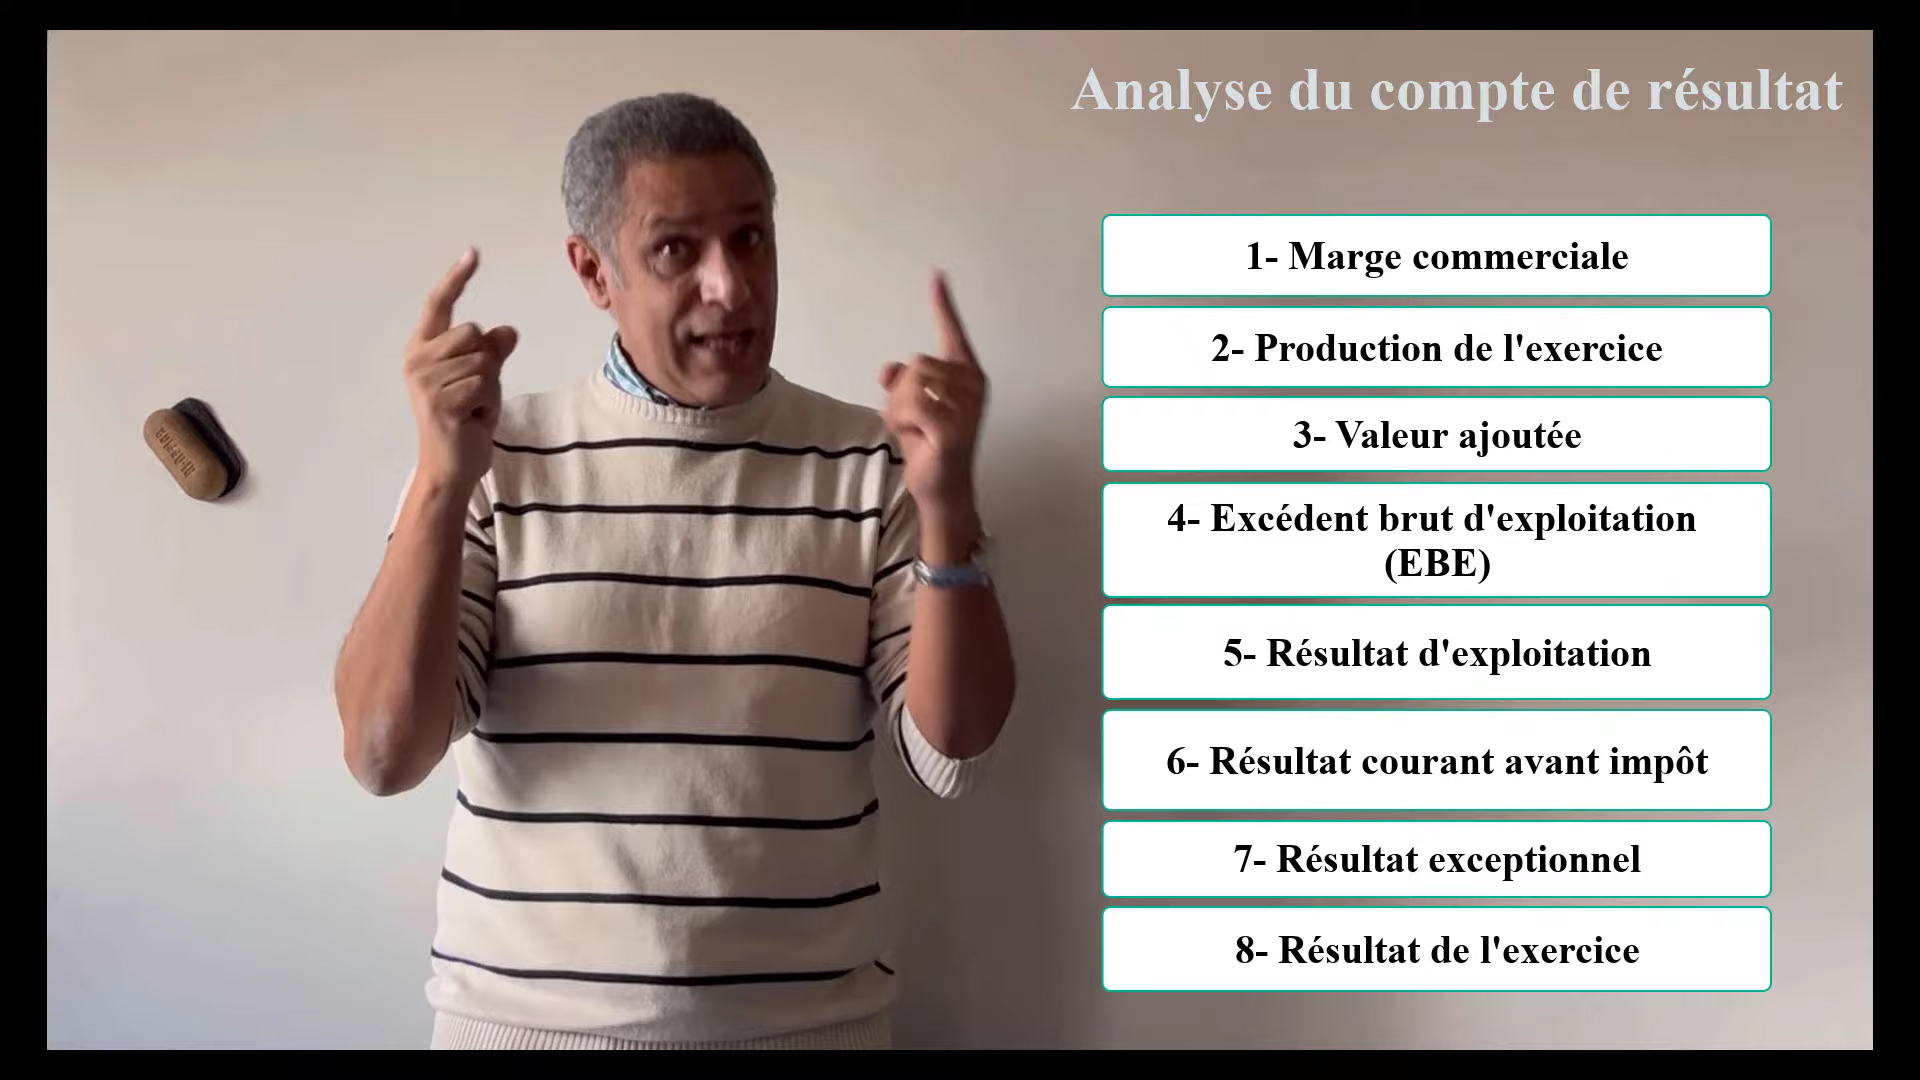 Analyse du compte de résultat
1- Marge commerciale
2- Production de l'exercice
3- Valeur ajoutée
4- Excédent brut d'exploitation
(EBE)
5- Résultat d'exploitation
6- Résultat courant avant impôt
7- Résultat exceptionnel
8- Résultat de l'exercice